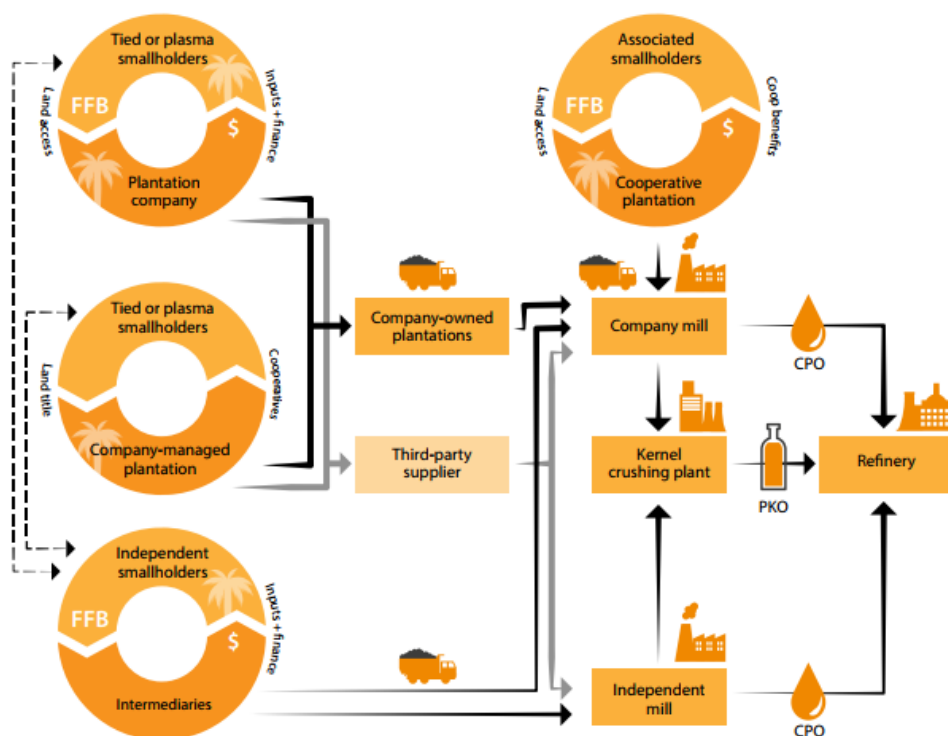 Tied or plasma
smallholders
FFB
Land access
Inputs + finance
$
Plantation
company
Associated
smallholders
FFB
Land access
Coop benefits
$
Cooperative
plantation
Tied or plasma
smallholders
Land title
Cooperatives
Company-managed
plantation
Company-owned
plantations
Company mill
CPO
Third-party
supplier
Kernel
crushing plant
PKO
Refinery
Independent
smallholders
FFB
Inputs + finance
$
Intermediaries
Independent
mill
CPO